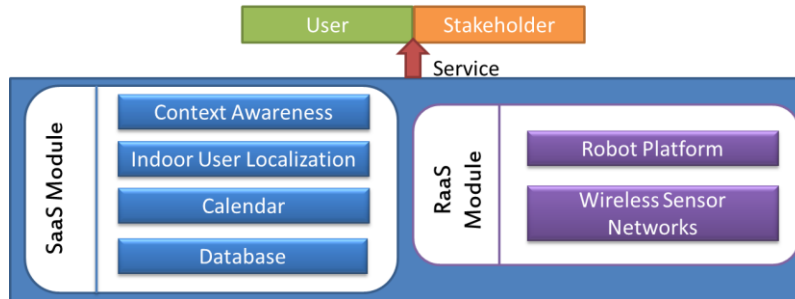 User
Stakeholder
Service
SaaS Module
Context Awareness
Indoor User Localization
Calendar
Database
RaaS
Module
Robot Platform
Wireless Sensor
Networks